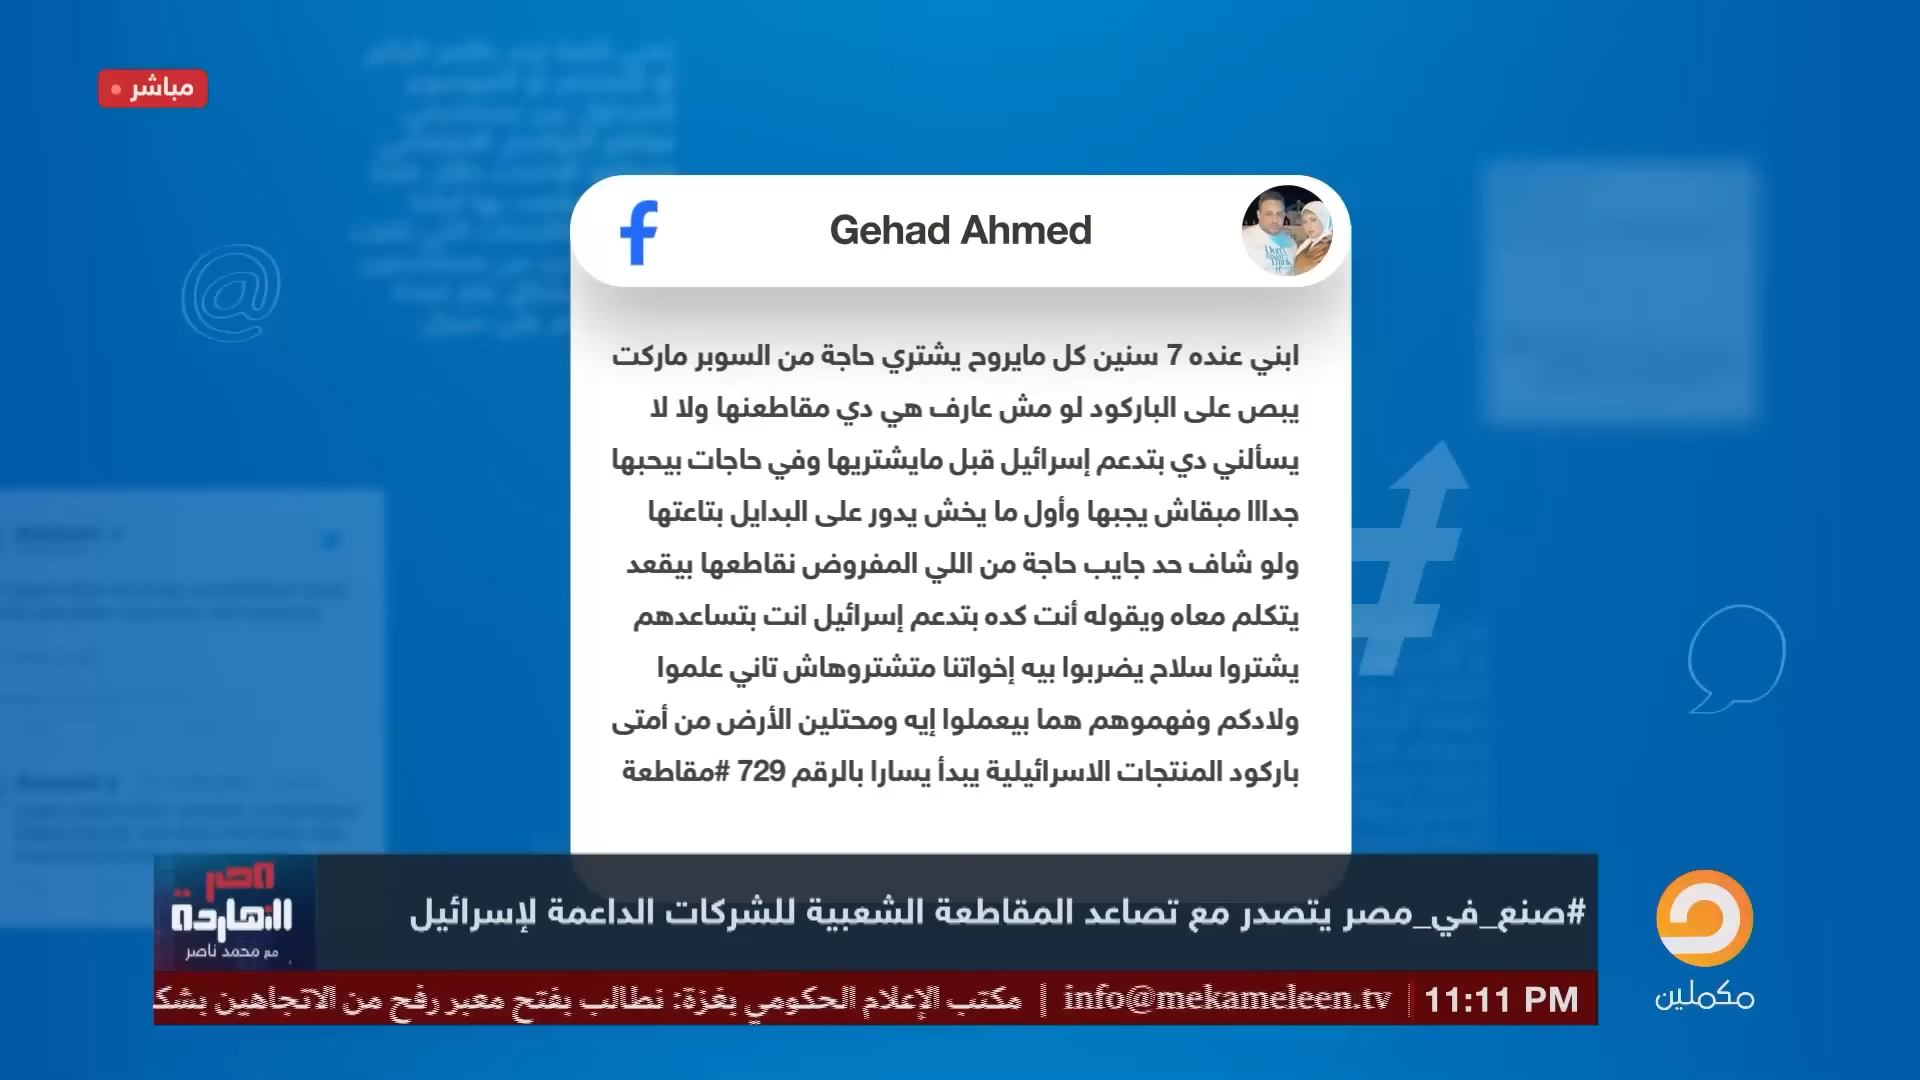 مباشر
Gehad Ahmed
ابني عنده 7 سنين كل مايروح يشتري حاجة من السوبر ماركت
يبص على الباركود لو مش عارف هي دي مقاطعنها ولا لا
يسألني دي بتدعم إسرائيل قبل مايشتريها وفي حاجات بيحبها
جدااا مبقاش يجبها وأول ما يخش يدور على البدايل بتاعتها
ولو شاف حد جايب حاجة من اللي المفروض نقاطعها بيقعد
يتكلم معاه ويقوله أنت كده بتدعم إسرائيل انت بتساعدهم
يشتروا سلاح يضربوا بيه إخواتنا متشتروهاش تاني علموا
ولادكم وفهموهم هما بيعملوا إيه ومحتلين الأرض من أمتى
باركود المنتجات الاسرائيلية يبدأ يسارا بالرقم 729 #مقاطعة
#صنع_في_مصر يتصدر مع تصاعد المقاطعة الشعبية للشركات الداعمة لإسرائيل
مصر
النهاردة
مع محمد ناصر
11:11 PM | info@mekameleen.tv | مكتب الإعلام الحكومي بغزة: نطالب بفتح معبر رفح من الاتجاهين بشك
مكملين